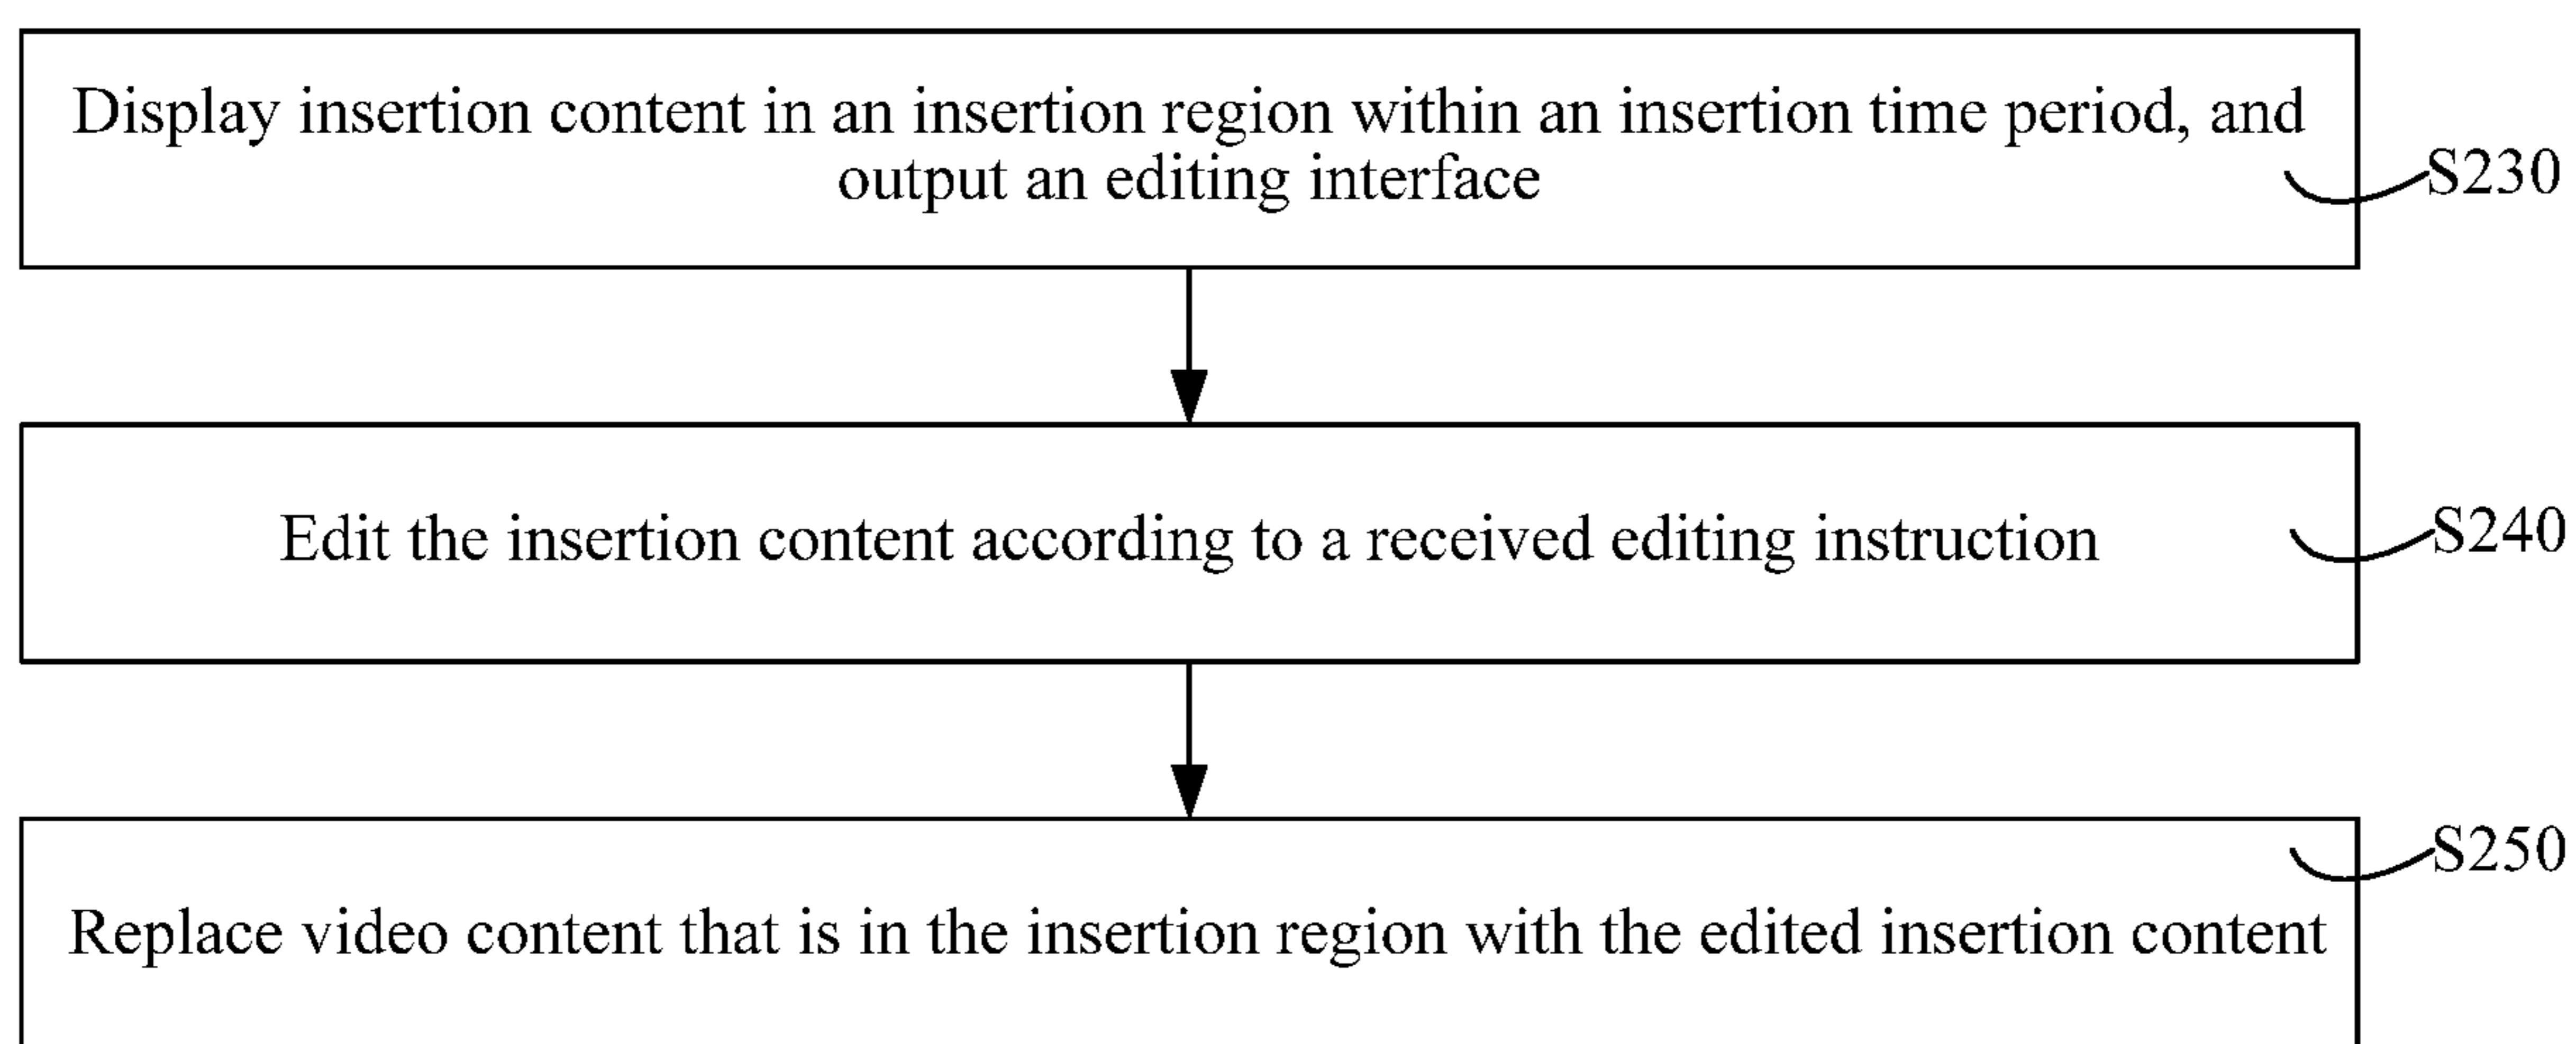 Display insertion content in an insertion region within an insertion time period, and
output an editing interface
S230
Edit the insertion content according to a received editing instruction
S240
S250
Replace video content that is in the insertion region with the edited insertion content